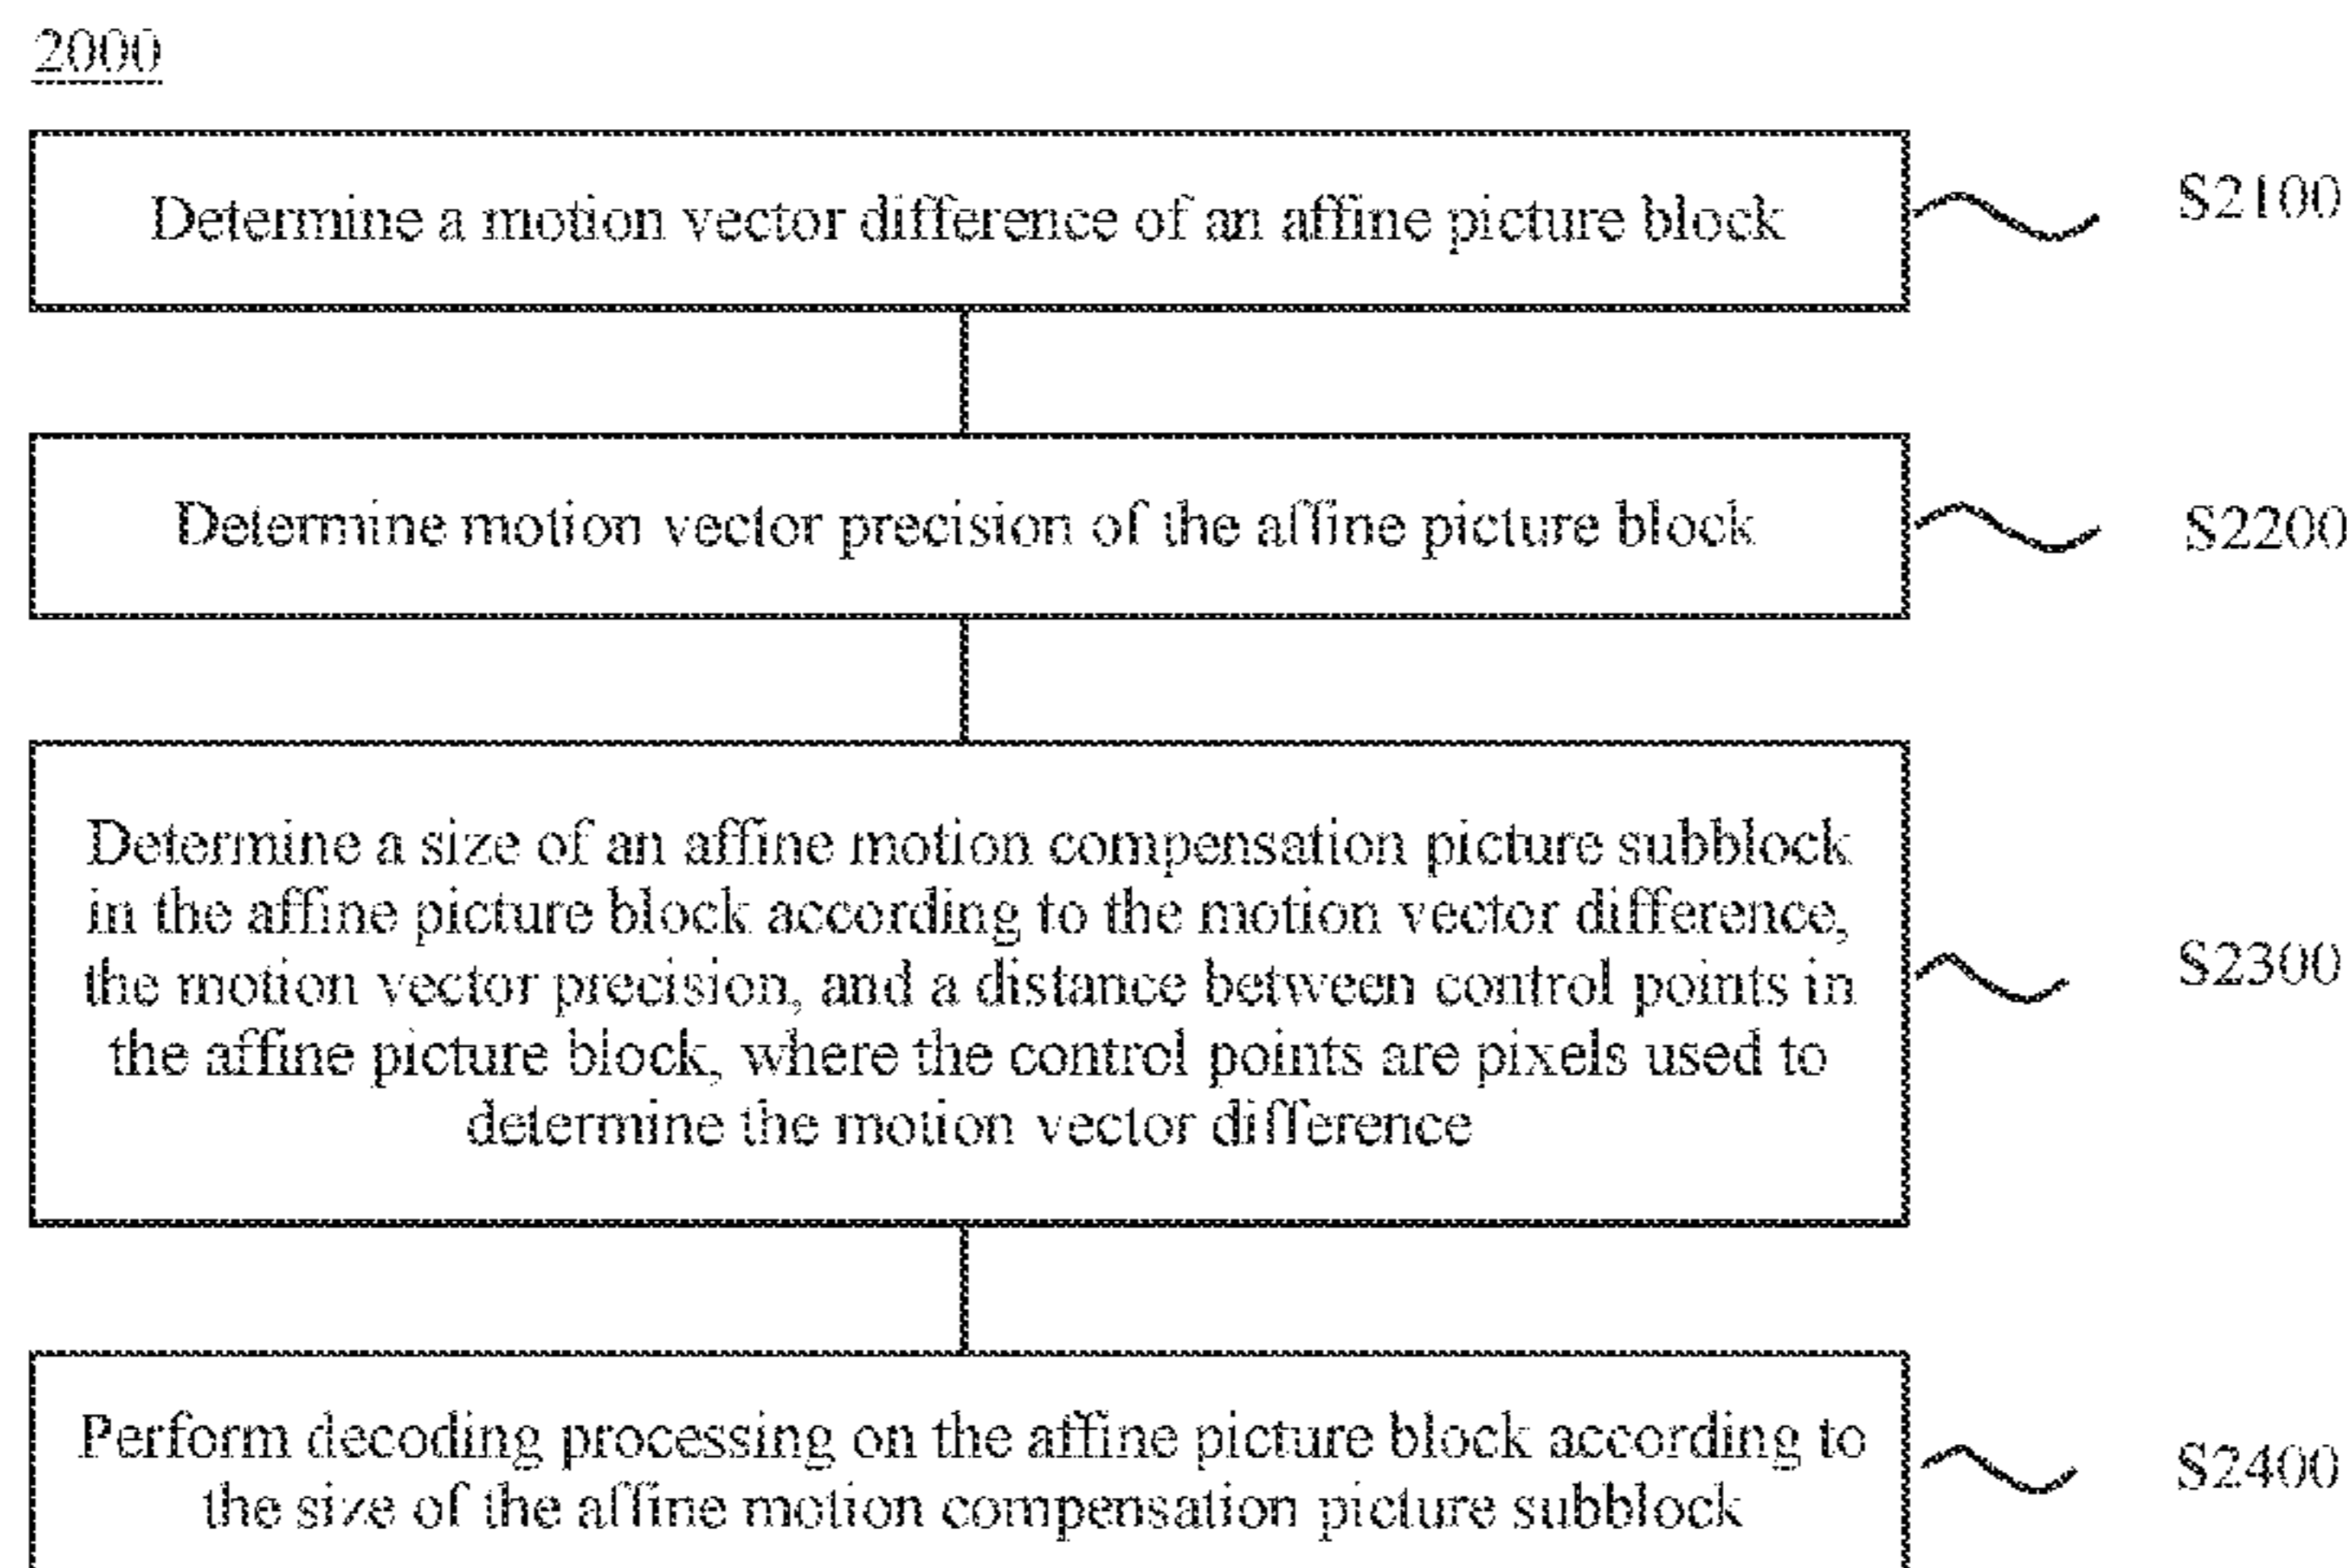 2000
Determine a motion vector difference of an affine picture block
S2100
Determine motion vector precision of the affine picture block
S2200
Determine a size of an affine motion compensation picture subblock
in the affine picture block according to the motion vector difference,
the motion vector precision, and a distance between control points in
the affine picture block, where the control points are pixels used to
determine the motion vector difference
S2300
Perform decoding processing on the affine picture block according to
the size of the affine motion compensation picture subblock
S2400